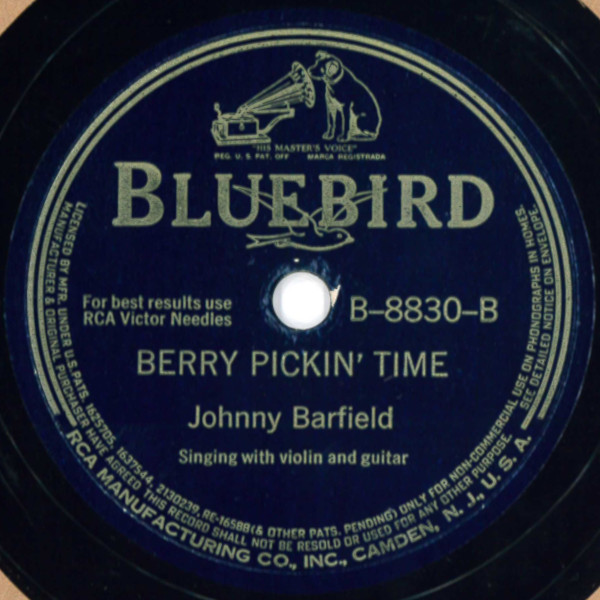 "HIS MASTER'S VOICE"
REG. U. S. PAT. OFF MARCA REGISTRADA
BLUEBIRD
For best results use
RCA Victor Needles
B–8830–B
BERRY PICKIN' TIME
Johnny Barfield
Singing with violin and guitar
LICENSED BY MFR. UNDER U.S. PATS. 1625705, 1637544, 2130239, RE-16588 (& OTHER PATS. PENDING) ONLY FOR NON-COMMERCIAL USE ON PHONOGRAPHS IN HOMES.
MANUFACTURER & ORIGINAL PURCHASER HAVE AGREED THIS RECORD SHALL NOT BE RESOLD OR USED FOR ANY OTHER PURPOSE. SEE DETAILED NOTICE ON ENVELOPE.
RCA MANUFACTURING CO., INC., CAMDEN, N. J., U. S. A.